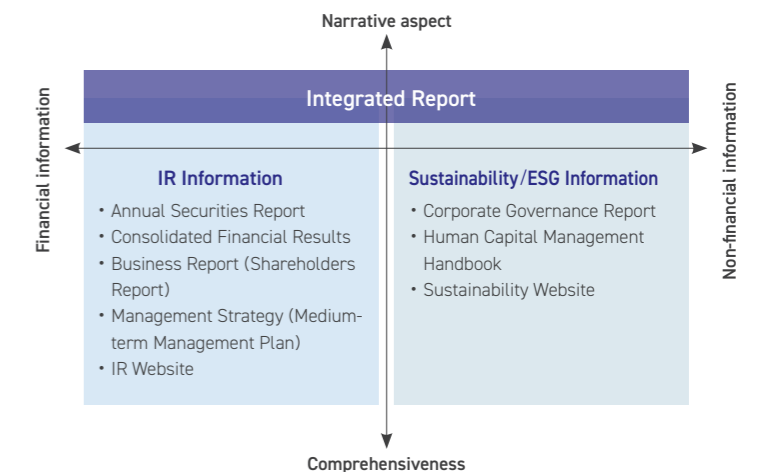 Narrative aspect
Integrated Report
Financial information
Non-financial information
IR Information
• Annual Securities Report
• Consolidated Financial Results
• Business Report (Shareholders
Report)
• Management Strategy (Medium-
term Management Plan)
• IR Website
Sustainability/ESG Information
• Corporate Governance Report
• Human Capital Management
Handbook
• Sustainability Website
Comprehensiveness